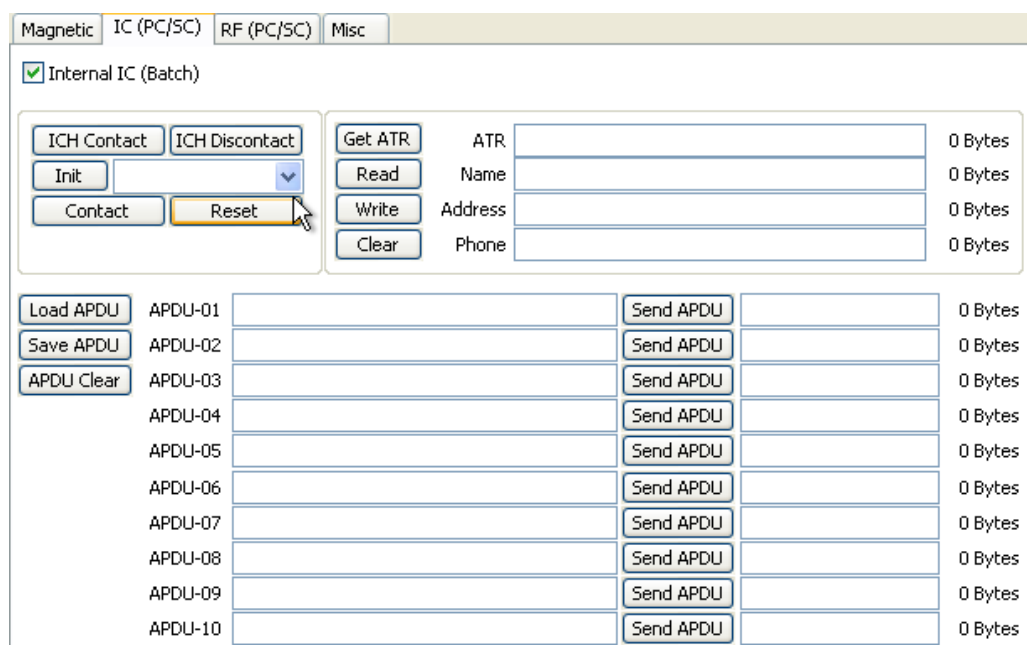 Magnetic IC (PC/SC) RF (PC/SC) Misc
Internal IC (Batch)
ICH Contact ICH Discontact
Init
Contact Reset
Get ATR ATR 0 Bytes
Read Name 0 Bytes
Write Address 0 Bytes
Clear Phone 0 Bytes
Load APDU APDU-01 Send APDU 0 Bytes
Save APDU APDU-02 Send APDU 0 Bytes
APDU Clear APDU-03 Send APDU 0 Bytes
APDU-04 Send APDU 0 Bytes
APDU-05 Send APDU 0 Bytes
APDU-06 Send APDU 0 Bytes
APDU-07 Send APDU 0 Bytes
APDU-08 Send APDU 0 Bytes
APDU-09 Send APDU 0 Bytes
APDU-10 Send APDU 0 Bytes